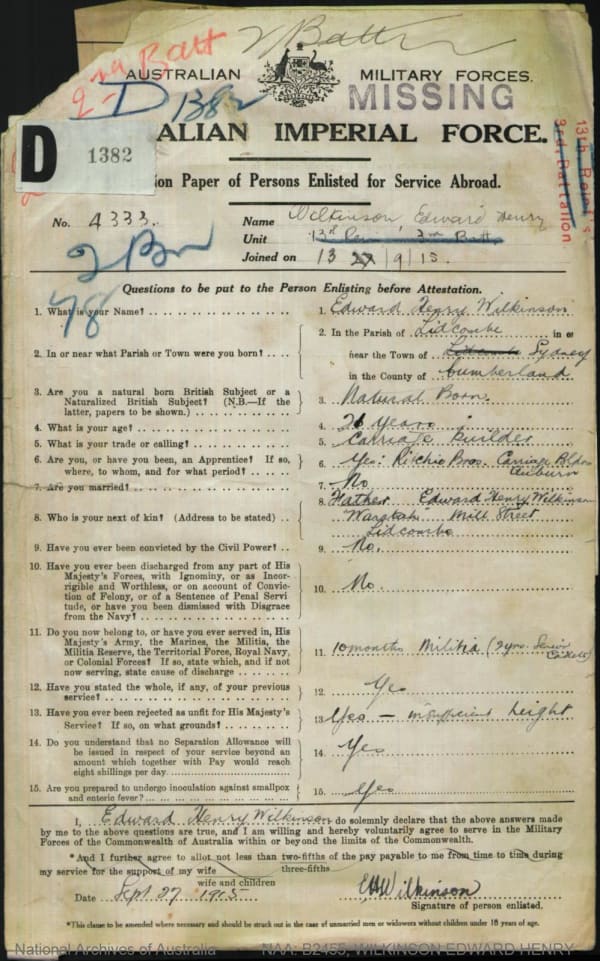 2nd Batt
2 Battn
AUSTRALIAN MILITARY FORCES.
D 1382
MISSING
D 1382
ALIAN IMPERIAL FORCE.
13th Reinf's
3rd Battalion
ion Paper of Persons Enlisted for Service Abroad.
No. 4333. Name Wilkinson Edward Henry
Unit 13th Rein' 3rd Batt
2 Bn
Joined on 13 27/9/15.
78
Questions to be put to the Person Enlisting before Attestation.
1. What is your Name? 1. Edward Henry Wilkinson
2. In or near what Parish or Town were you born? 2. In the Parish of Lidcombe in or
near the Town of Lidcombe Sydney
in the County of Cumberland
3. Are you a natural born British Subject or a
Naturalized British Subject? (N.B.—If the
latter, papers to be shown.) 3. Natural Born.
4. What is your age? 4. 21 years
5. What is your trade or calling? 5. Carriage Builder
6. Are you, or have you been, an Apprentice? If so,
where, to whom, and for what period? 6. Yes: Ritchie Bros. Carriage Bldrs
Auburn
7. Are you married? 7. No
8. Who is your next of kin? (Address to be stated) 8. Father Edward Henry Wilkinson
Waratah Mill Street
Lidcombe
9. Have you ever been convicted by the Civil Power? 9. No.
10. Have you ever been discharged from any part of His
Majesty's Forces, with Ignominy, or as Incor-
rigible and Worthless, or on account of Convic-
tion of Felony, or of a Sentence of Penal Servi
tude, or have you been dismissed with Disgrace
from the Navy? 10. No.
11. Do you now belong to, or have you ever served in, His
Majesty's Army, the Marines, the Militia, the
Militia Reserve, the Territorial Force, Royal Navy,
or Colonial Forces? If so, state which, and if not
now serving, state cause of discharge 11. 10 months Militia (2 yrs. Senior
Cadets)
12. Have you stated the whole, if any, of your previous
service? 12. Yes
13. Have you ever been rejected as unfit for His Majesty's
Service? If so, on what grounds? 13. Yes — insufficient height
14. Do you understand that no Separation Allowance will
be issued in respect of your service beyond an
amount which together with Pay would reach
eight shillings per day 14. Yes
15. Are you prepared to undergo inoculation against smallpox
and enteric fever? 15. Yes
I, Edward Henry Wilkinson do solemnly declare that the above answers made
by me to the above questions are true, and I am willing and hereby voluntarily agree to serve in the Military
Forces of the Commonwealth of Australia within or beyond the limits of the Commonwealth.
*And I further agree to allot not less than two-fifths of the pay payable to me from time to time during
three-fifths
my service for the support of my wife
wife and children
Date Sept 27 1915 EHWilkinson
Signature of person enlisted.
*This clause to be amended where necessary and should be struck out in the case of unmarried men or widowers without children under 18 years of age.
National Archives of Australia NAA: B2455, WILKINSON EDWARD HENRY